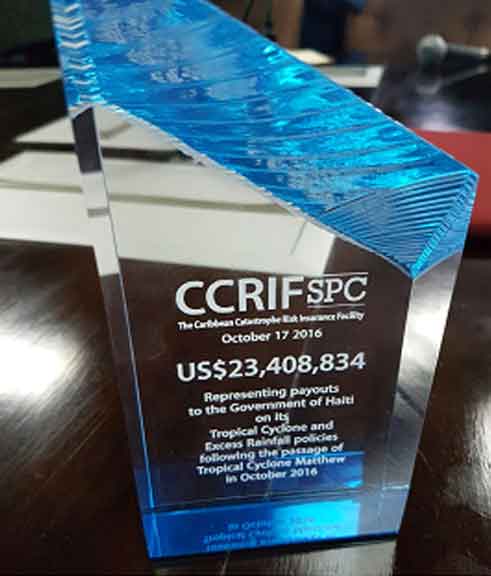 CCRIF SPC
The Caribbean Catastrophe Risk Insurance Facility
October 17 2016
US$23,408,834
Representing payouts
to the Government of Haiti
on its
Tropical Cyclone and
Excess Rainfall policies
following the passage of
Tropical Cyclone Matthew
in October 2016